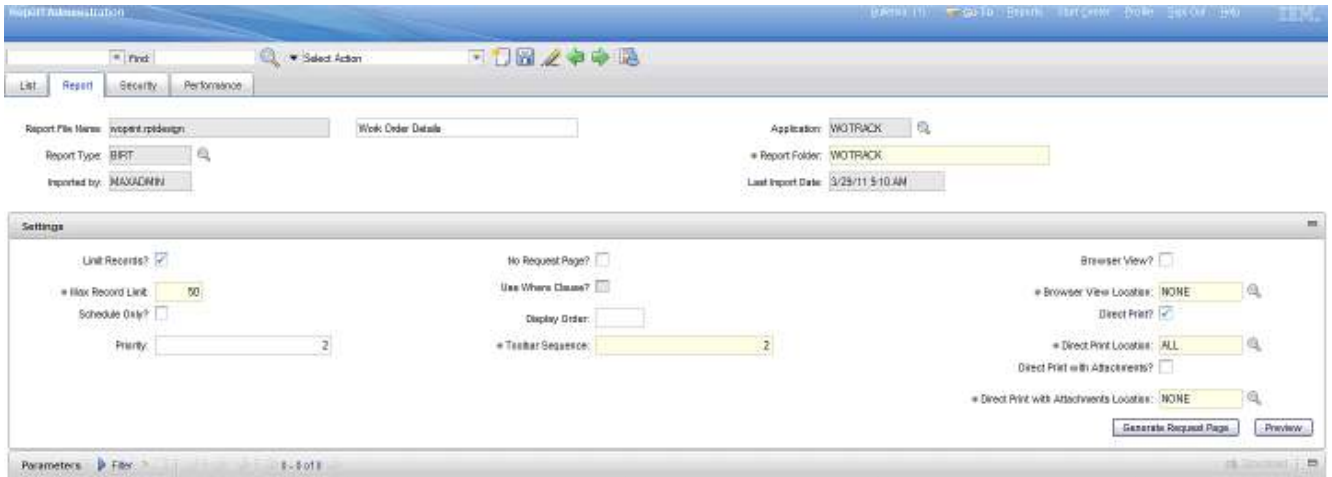 Report Administration
Bulletins: (1) Go To Reports Start Center Profile Sign Out Help IBM.
Find: Select Action
List Report Security Performance
Report File Name: woprint.rptdesign Work Order Details Application: WOTRACK
Report Type: BIRT * Report Folder: WOTRACK
Imported by: MAXADMIN Last Import Date: 3/29/11 5:10 AM
Settings
Limit Records? No Request Page? Browser View?
* Max Record Limit: 50 Use Where Clause? * Browser View Location: NONE
Schedule Only? Display Order: Direct Print?
Priority: 2 * Toolbar Sequence: 2 * Direct Print Location: ALL
Direct Print with Attachments?
* Direct Print with Attachments Location: NONE
Generate Request Page Preview
Parameters Filter 0 - 0 of 0